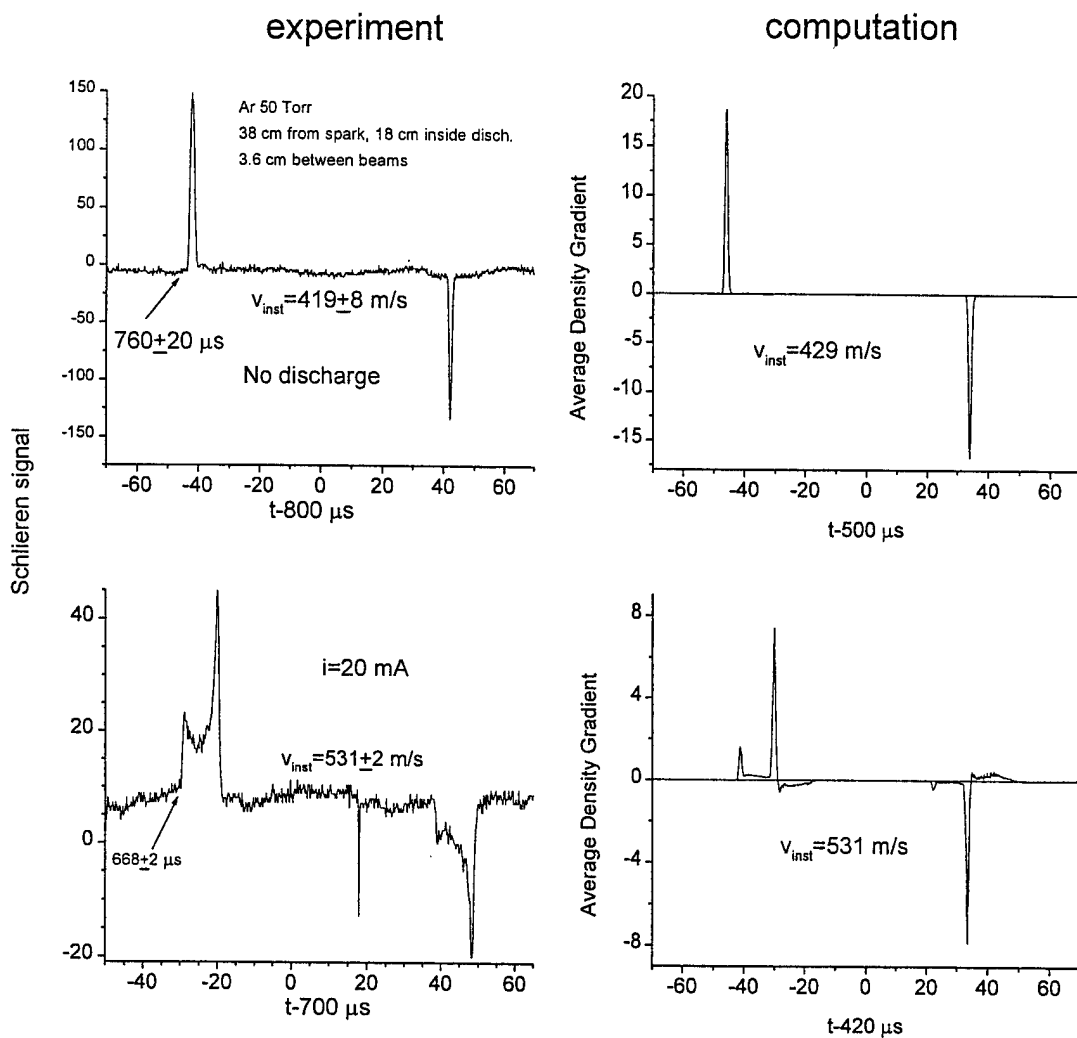 experiment
computation
Schlieren signal
150
100
50
0
-50
-100
-150
Ar 50 Torr
38 cm from spark, 18 cm inside disch.
3.6 cm between beams
v_inst=419±8 m/s
760±20 μs
No discharge
-60 -40 -20 0 20 40 60
t-800 μs
Average Density Gradient
20
15
10
5
0
-5
-10
-15
v_inst=429 m/s
-60 -40 -20 0 20 40 60
t-500 μs
40
20
0
-20
i=20 mA
v_inst=531±2 m/s
668±2 μs
-40 -20 0 20 40 60
t-700 μs
Average Density Gradient
8
4
0
-4
-8
v_inst=531 m/s
-60 -40 -20 0 20 40 60
t-420 μs